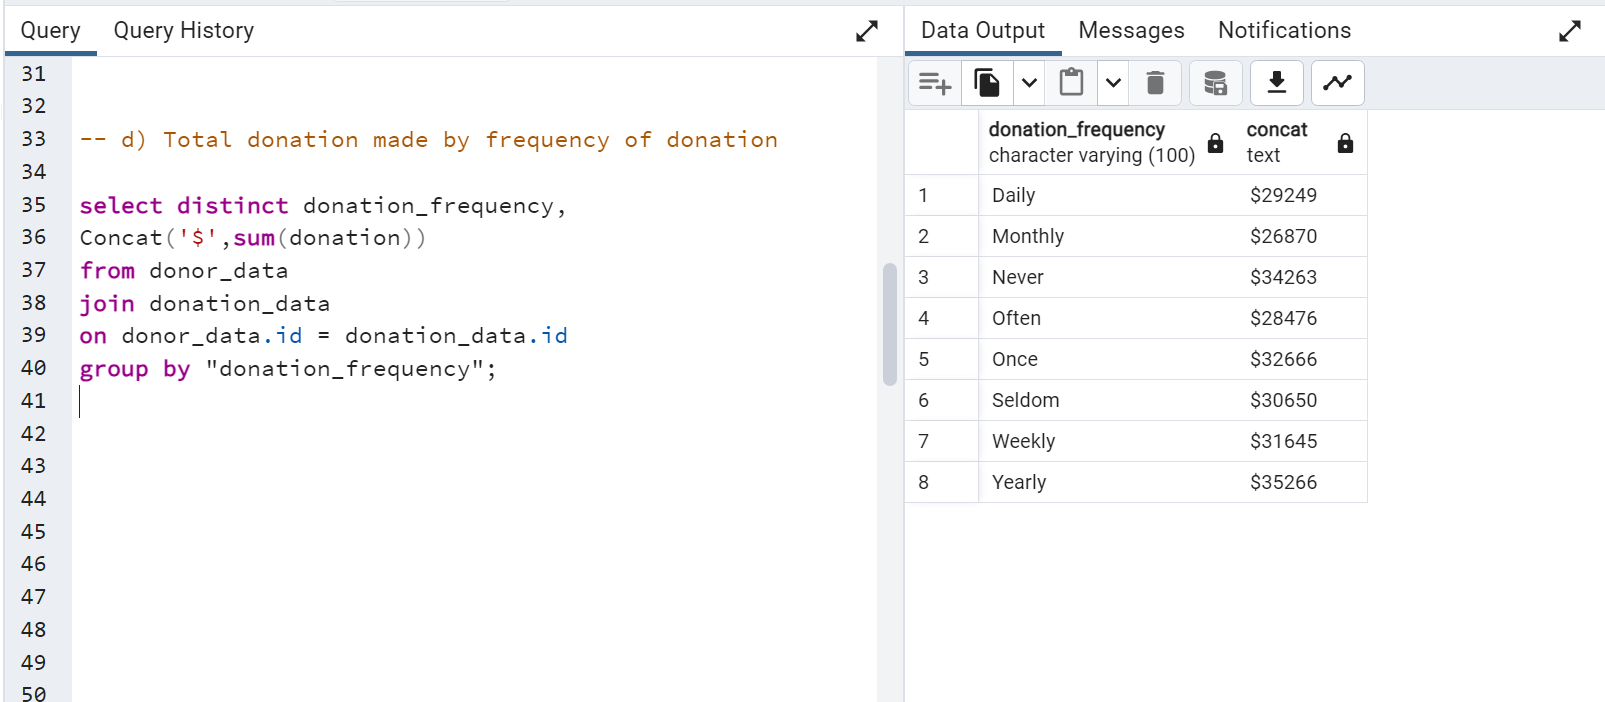 Query Query History
31
32
33 -- d) Total donation made by frequency of donation
34
35 select distinct donation_frequency,
36 Concat('$',sum(donation))
37 from donor_data
38 join donation_data
39 on donor_data.id = donation_data.id
40 group by "donation_frequency";
41
42
43
44
45
46
47
48
49
50
Data Output Messages Notifications
donation_frequency concat
character varying (100) text
1 Daily $29249
2 Monthly $26870
3 Never $34263
4 Often $28476
5 Once $32666
6 Seldom $30650
7 Weekly $31645
8 Yearly $35266